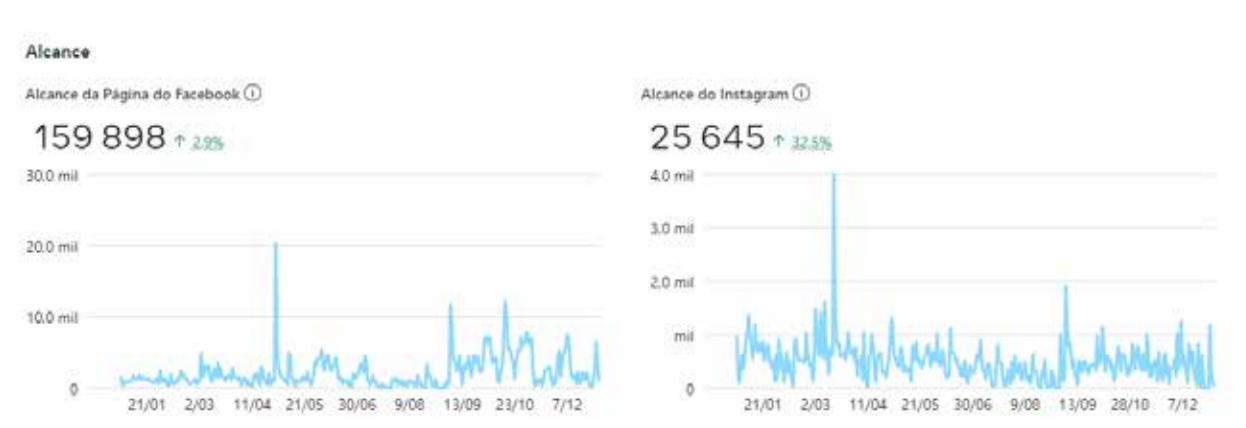 Alcance
Alcance da Página do Facebook
159 898 ↑ 2.9%
30.0 mil
20.0 mil
10.0 mil
0
21/01 2/03 11/04 21/05 30/06 9/08 13/09 23/10 7/12
Alcance do Instagram
25 645 ↑ 32.5%
4.0 mil
3.0 mil
2.0 mil
mil
0
21/01 2/03 11/04 21/05 30/06 9/08 13/09 28/10 7/12